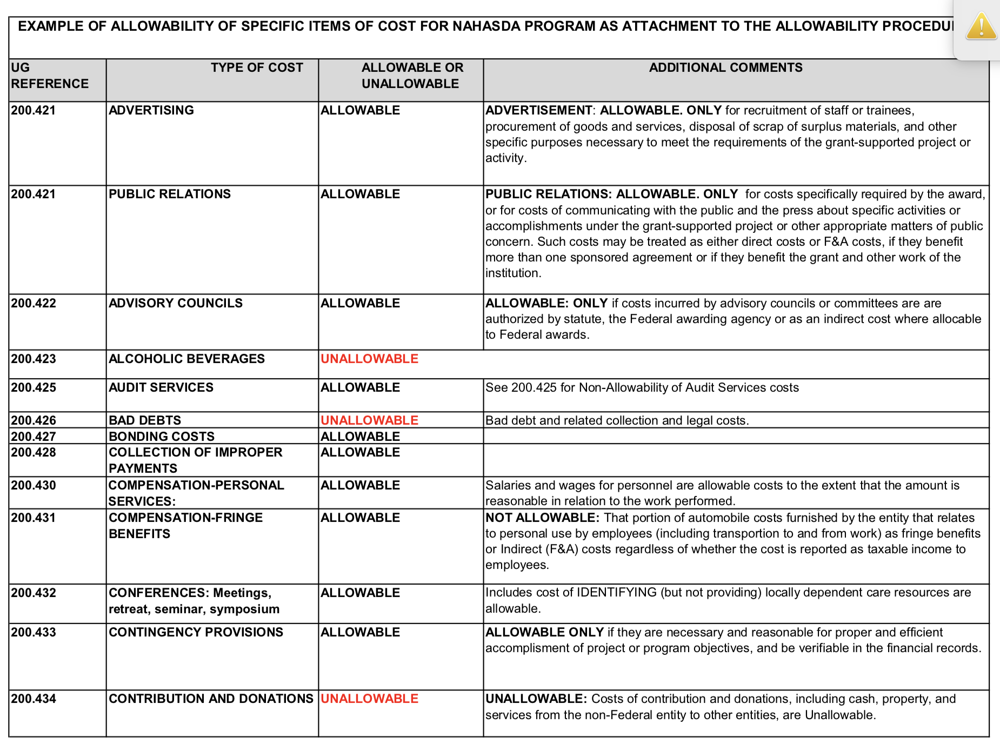 EXAMPLE OF ALLOWABILITY OF SPECIFIC ITEMS OF COST FOR NAHASDA PROGRAM AS ATTACHMENT TO THE ALLOWABILITY
UG
REFERENCE
TYPE OF COST
ALLOWABLE OR
UNALLOWABLE
ADDITIONAL COMMENTS
200.421
ADVERTISING
ALLOWABLE
ADVERTISEMENT: ALLOWABLE. ONLY for recruitment of staff or trainees,
procurement of goods and services, disposal of scrap of surplus materials, and other
specific purposes necessary to meet the requirements of the grant-supported project or
activity.
200.421
PUBLIC RELATIONS
ALLOWABLE
PUBLIC RELATIONS: ALLOWABLE. ONLY for costs specifically required by the award,
or for costs of communicating with the public and the press about specific activities or
accomplishments under the grant-supported project or other appropriate matters of public
concern. Such costs may be treated as either direct costs or F&A costs, if they benefit
more than one sponsored agreement or if they benefit the grant and other work of the
institution.
200.422
ADVISORY COUNCILS
ALLOWABLE
ALLOWABLE: ONLY if costs incurred by advisory councils or committees are are
authorized by statute, the Federal awarding agency or as an indirect cost where allocable
to Federal awards.
200.423
ALCOHOLIC BEVERAGES
UNALLOWABLE
200.425
AUDIT SERVICES
ALLOWABLE
See 200.425 for Non-Allowability of Audit Services costs
200.426
BAD DEBTS
UNALLOWABLE
Bad debt and related collection and legal costs.
200.427
BONDING COSTS
ALLOWABLE
200.428
COLLECTION OF IMPROPER
PAYMENTS
ALLOWABLE
200.430
COMPENSATION-PERSONAL
SERVICES:
ALLOWABLE
Salaries and wages for personnel are allowable costs to the extent that the amount is
reasonable in relation to the work performed.
200.431
COMPENSATION-FRINGE
BENEFITS
ALLOWABLE
NOT ALLOWABLE: That portion of automobile costs furnished by the entity that relates
to personal use by employees (including transportion to and from work) as fringe benefits
or Indirect (F&A) costs regardless of whether the cost is reported as taxable income to
employees.
200.432
CONFERENCES: Meetings,
retreat, seminar, symposium
ALLOWABLE
Includes cost of IDENTIFYING (but not providing) locally dependent care resources are
allowable.
200.433
CONTINGENCY PROVISIONS
ALLOWABLE
ALLOWABLE ONLY if they are necessary and reasonable for proper and efficient
accomplisment of project or program objectives, and be verifiable in the financial records.
200.434
CONTRIBUTION AND DONATIONS
UNALLOWABLE
UNALLOWABLE: Costs of contribution and donations, including cash, property, and
services from the non-Federal entity to other entities, are Unallowable.